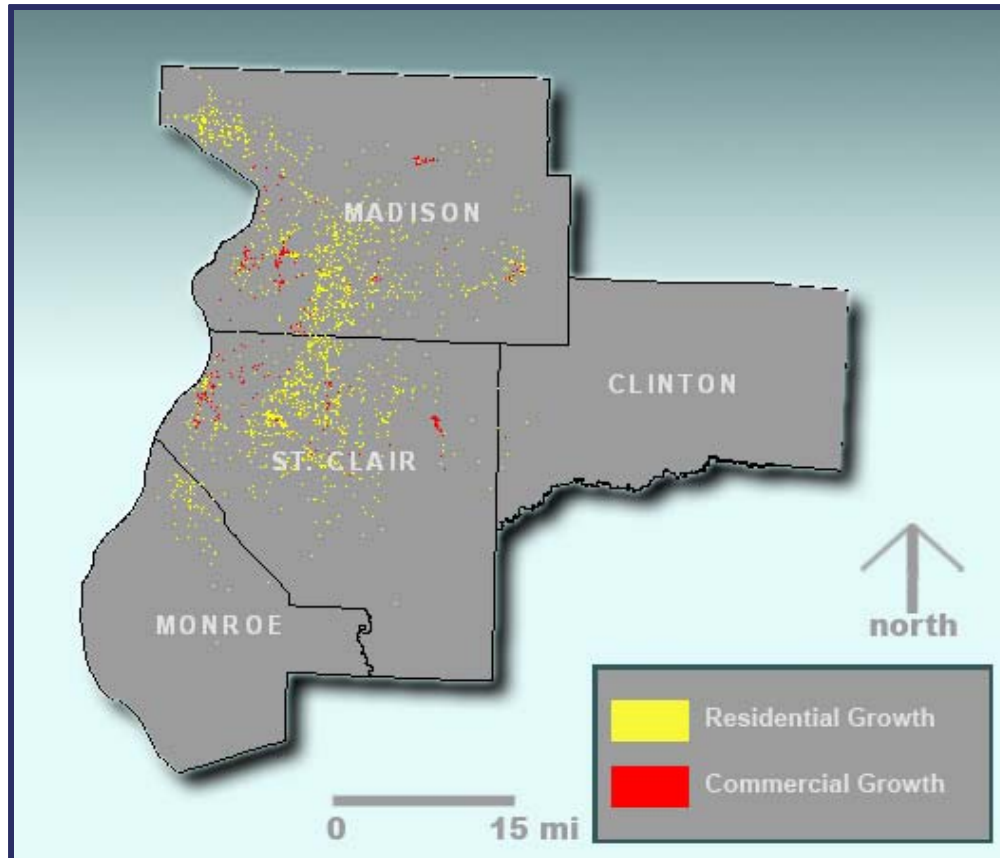 MADISON
CLINTON
ST. CLAIR
MONROE
north
Residential Growth
Commercial Growth
0 15 mi